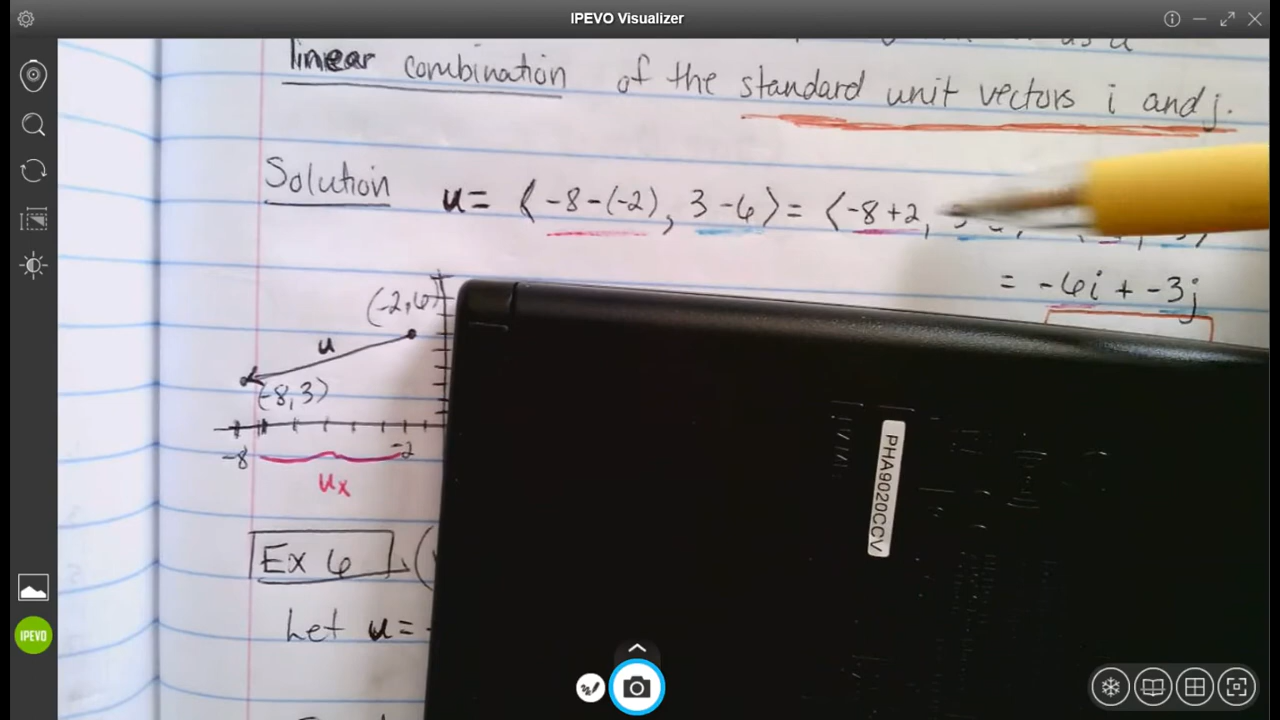 IPEVO Visualizer
linear combination of the standard unit vectors i and j.
Solution u = ⟨-8-(-2), 3-6⟩ = ⟨-8+2,
= -6i + -3j
(-2,6)
u
(-8,3)
-8 -2
ux
PHA9020CCV
Ex 6
Let u =
IPEVO